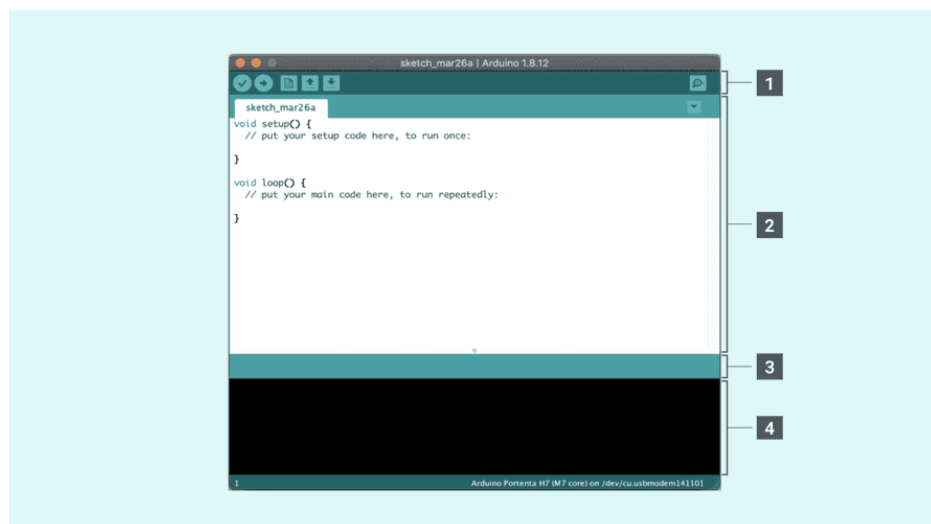 sketch_mar26a | Arduino 1.8.12
1
sketch_mar26a
void setup() {
// put your setup code here, to run once:
}
void loop() {
// put your main code here, to run repeatedly:
}
2
3
4
1 Arduino Portenta H7 (M7 core) on /dev/cu.usbmodem141101